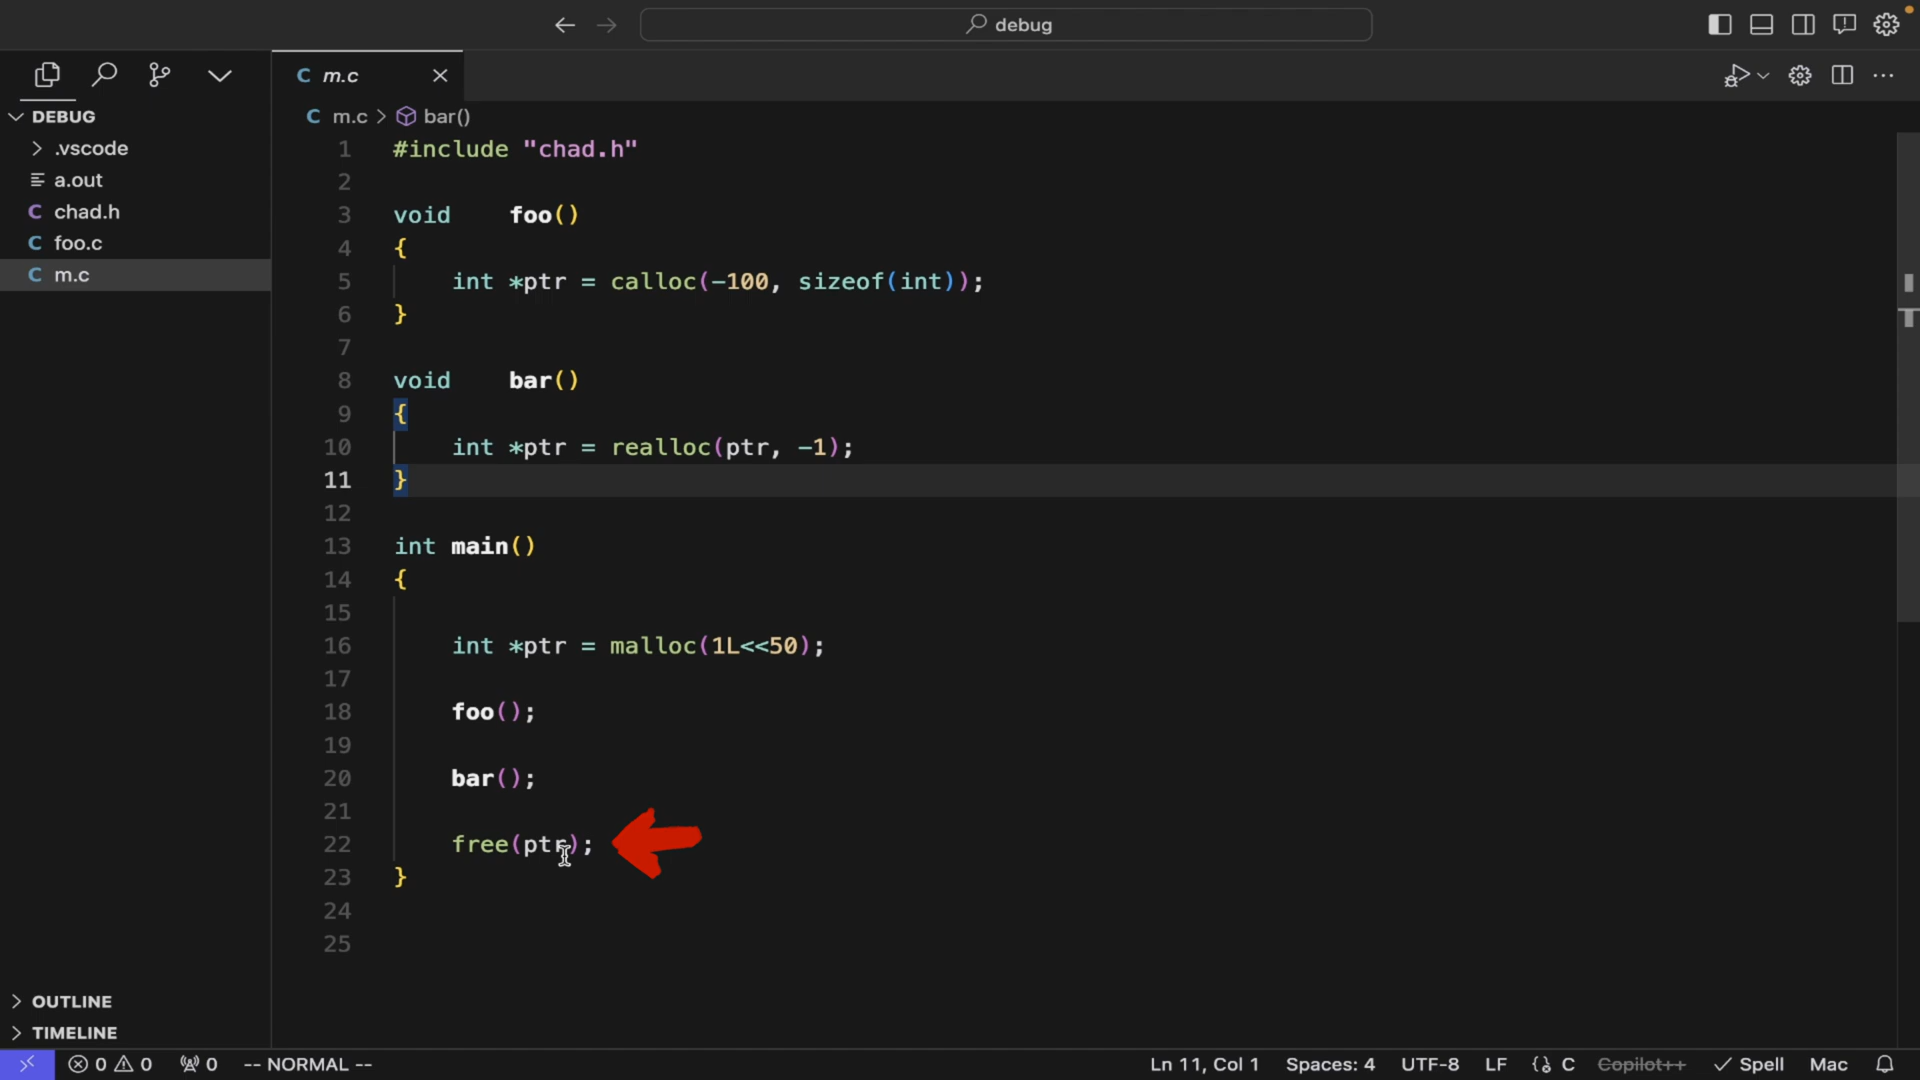 debug
m.c
DEBUG
.vscode
a.out
C chad.h
C foo.c
C m.c
OUTLINE
TIMELINE
C m.c
C m.c > bar()
1 #include "chad.h"
2
3 void    foo()
4 {
5     int *ptr = calloc(-100, sizeof(int));
6 }
7
8 void    bar()
9 {
10     int *ptr = realloc(ptr, -1);
11 }
12
13 int main()
14 {
15
16     int *ptr = malloc(1L<<50);
17
18     foo();
19
20     bar();
21
22     free(ptr);
23 }
24
25
0 0 0 -- NORMAL -- Ln 11, Col 1 Spaces: 4 UTF-8 LF C Copilot++ Spell Mac